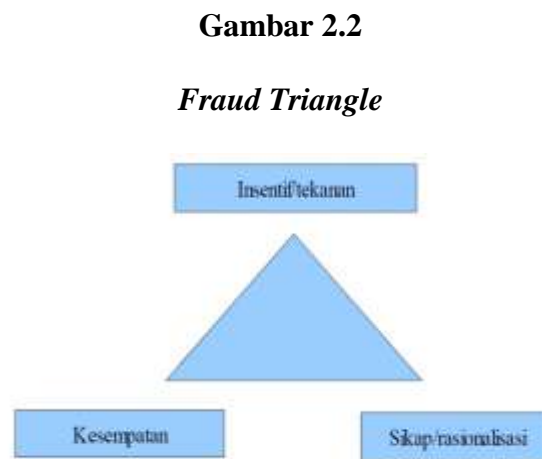 Gambar 2.2
Fraud Triangle
Insentif/tekanan
Kesempatan
Sikap/rasionalisasi